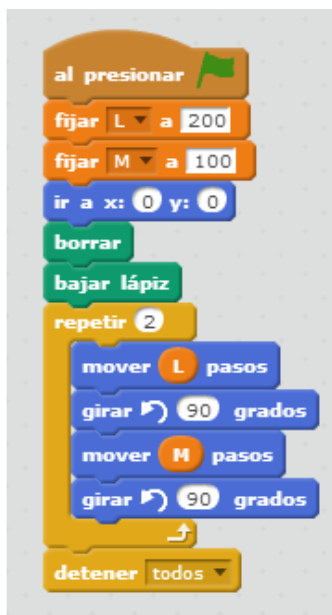 al presionar
fijar L a 200
fijar M a 100
ir a x: 0 y: 0
borrar
bajar lápiz
repetir 2
mover L pasos
girar 90 grados
mover M pasos
girar 90 grados
detener todos